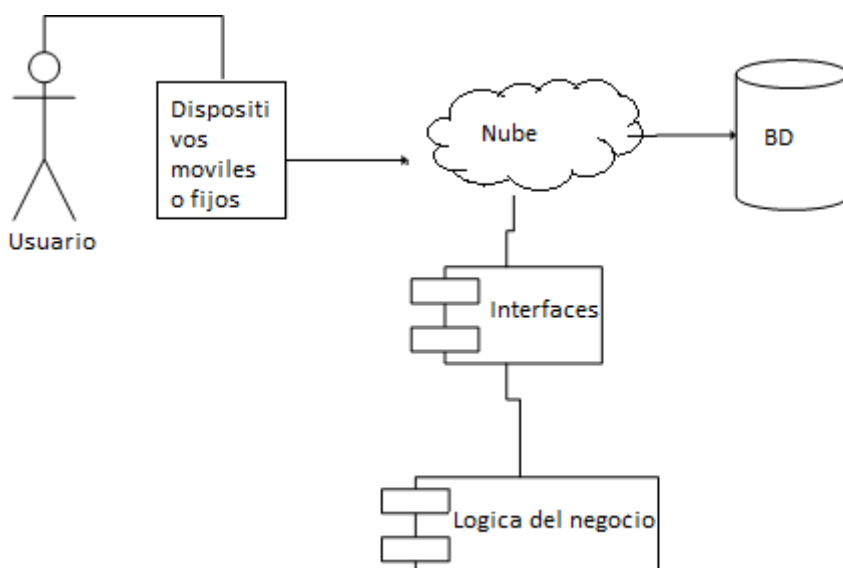 Dispositi
vos
moviles
o fijos
Usuario
Nube
BD
Interfaces
Logica del negocio